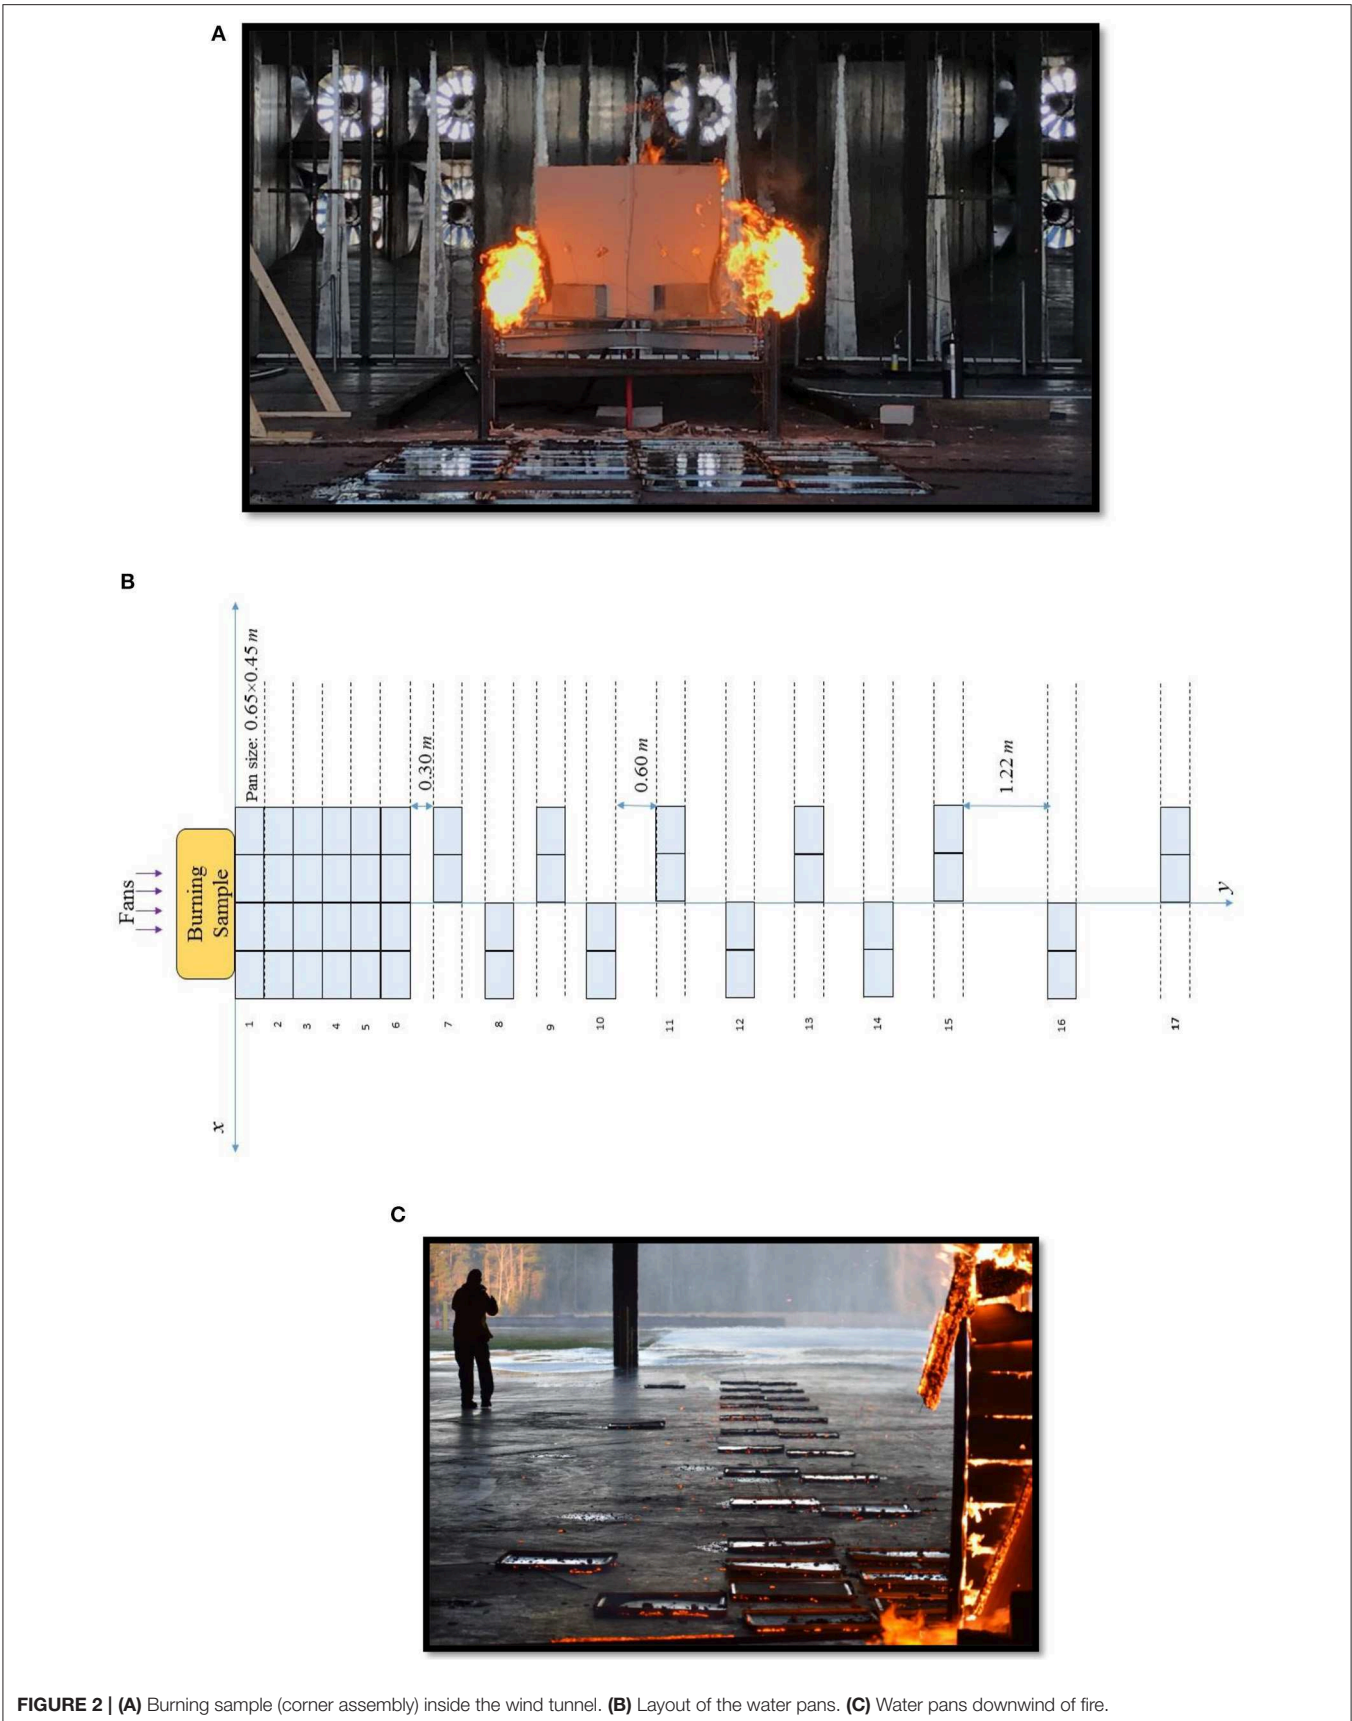 A
B
Pan size: 0.65×0.45 m
0.30 m
0.60 m
1.22 m
Fans
Burning
Sample
y
1 2 3 4 5 6 7 8 9 10 11 12 13 14 15 16 17
x
C
FIGURE 2 | (A) Burning sample (corner assembly) inside the wind tunnel. (B) Layout of the water pans. (C) Water pans downwind of fire.